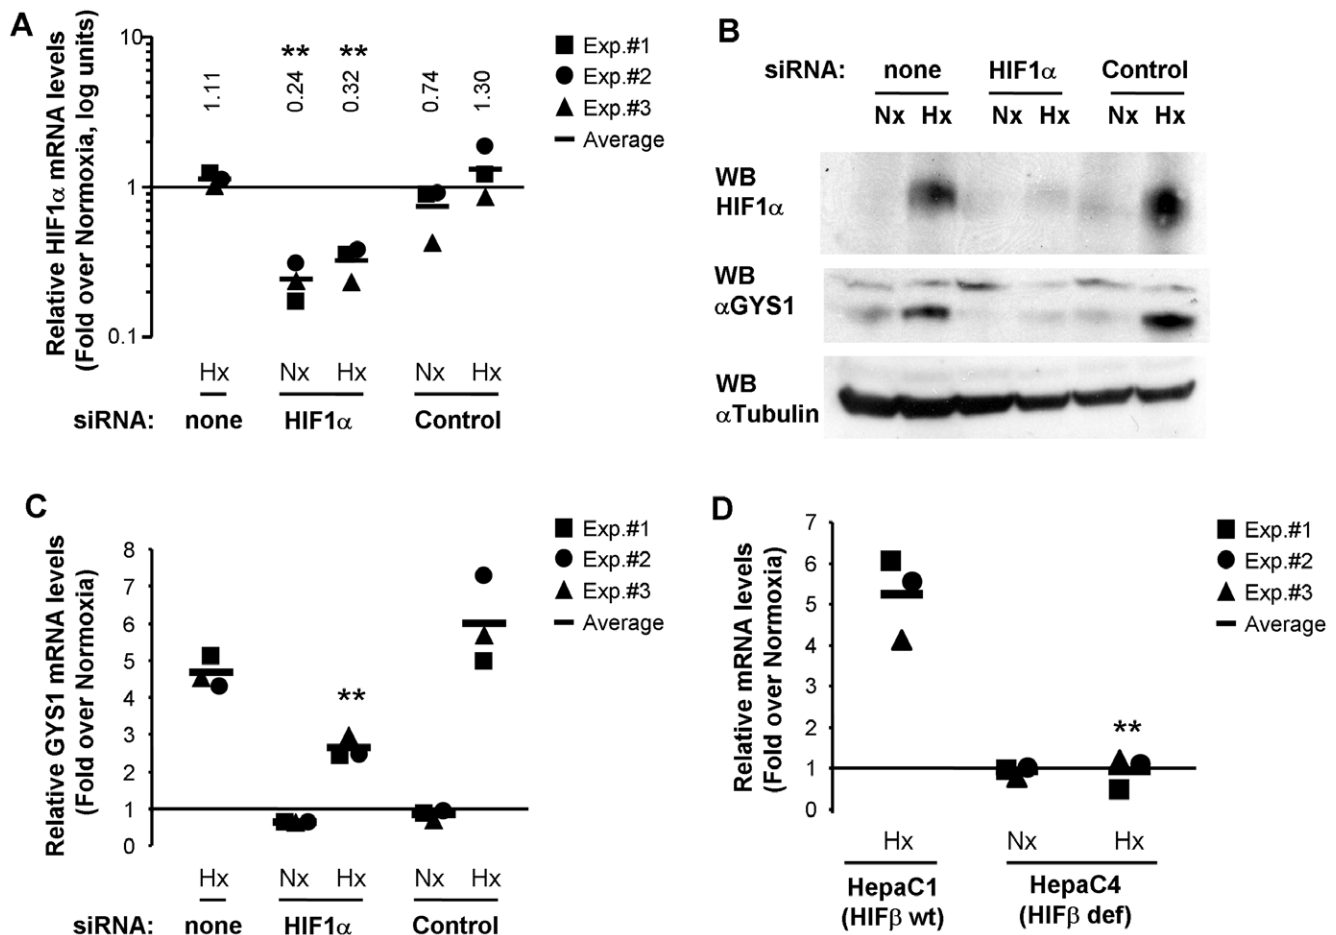 A
Relative HIF1α mRNA levels
(Fold over Normoxia, log units)
10
1
0.1
1.11
**
0.24
**
0.32
0.74
1.30
Exp.#1
Exp.#2
Exp.#3
Average
Hx Nx Hx Nx Hx
siRNA: none HIF1α Control
B
siRNA: none HIF1α Control
Nx Hx Nx Hx Nx Hx
WB
HIF1α
WB
αGYS1
WB
αTubulin
C
Relative GYS1 mRNA levels
(Fold over Normoxia)
8
7
6
5
4
3
2
1
0
**
Exp.#1
Exp.#2
Exp.#3
Average
Hx Nx Hx Nx Hx
siRNA: none HIF1α Control
D
Relative mRNA levels
(Fold over Normoxia)
7
6
5
4
3
2
1
0
**
Exp.#1
Exp.#2
Exp.#3
Average
Hx Nx Hx
HepaC1 HepaC4
(HIFβ wt) (HIFβ def)